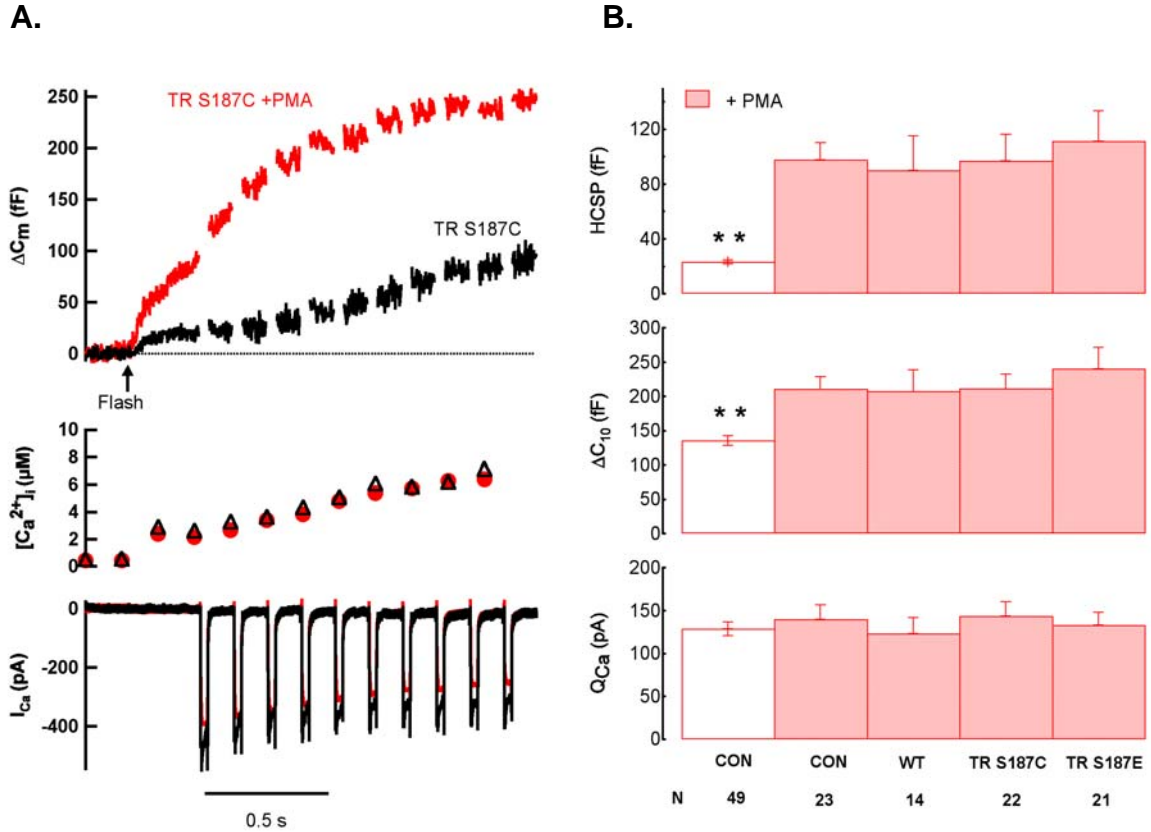 A.
250
200
150
100
50
0
ΔCm (fF)
TR S187C +PMA
TR S187C
Flash
10
8
6
4
2
0
[Ca2+]i (µM)
0
-200
-400
ICa (pA)
0.5 s
B.
+ PMA
120
80
40
0
HCSP (fF)
* *
300
250
200
150
100
50
0
ΔC10 (fF)
* *
200
150
100
50
0
QCa (pA)
CON CON WT TR S187C TR S187E
N 49 23 14 22 21